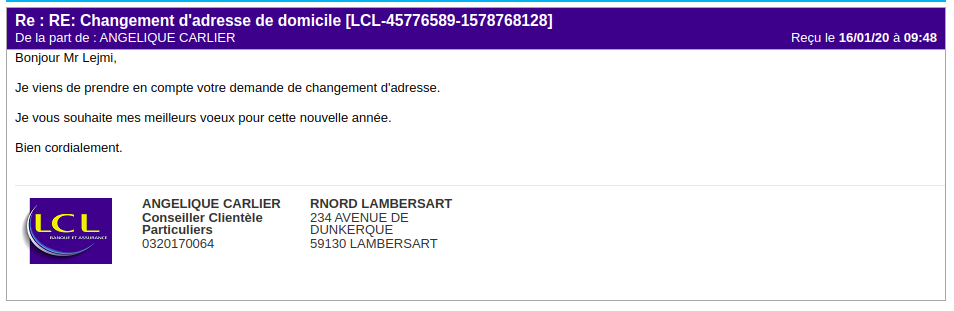 Re : RE: Changement d'adresse de domicile [LCL-45776589-1578768128]
De la part de : ANGELIQUE CARLIER
Reçu le 16/01/20 à 09:48
Bonjour Mr Lejmi,
Je viens de prendre en compte votre demande de changement d'adresse.
Je vous souhaite mes meilleurs voeux pour cette nouvelle année.
Bien cordialement.
LCL
BANQUE ET ASSURANCE
ANGELIQUE CARLIER
Conseiller Clientèle
Particuliers
0320170064
RNORD LAMBERSART
234 AVENUE DE
DUNKERQUE
59130 LAMBERSART